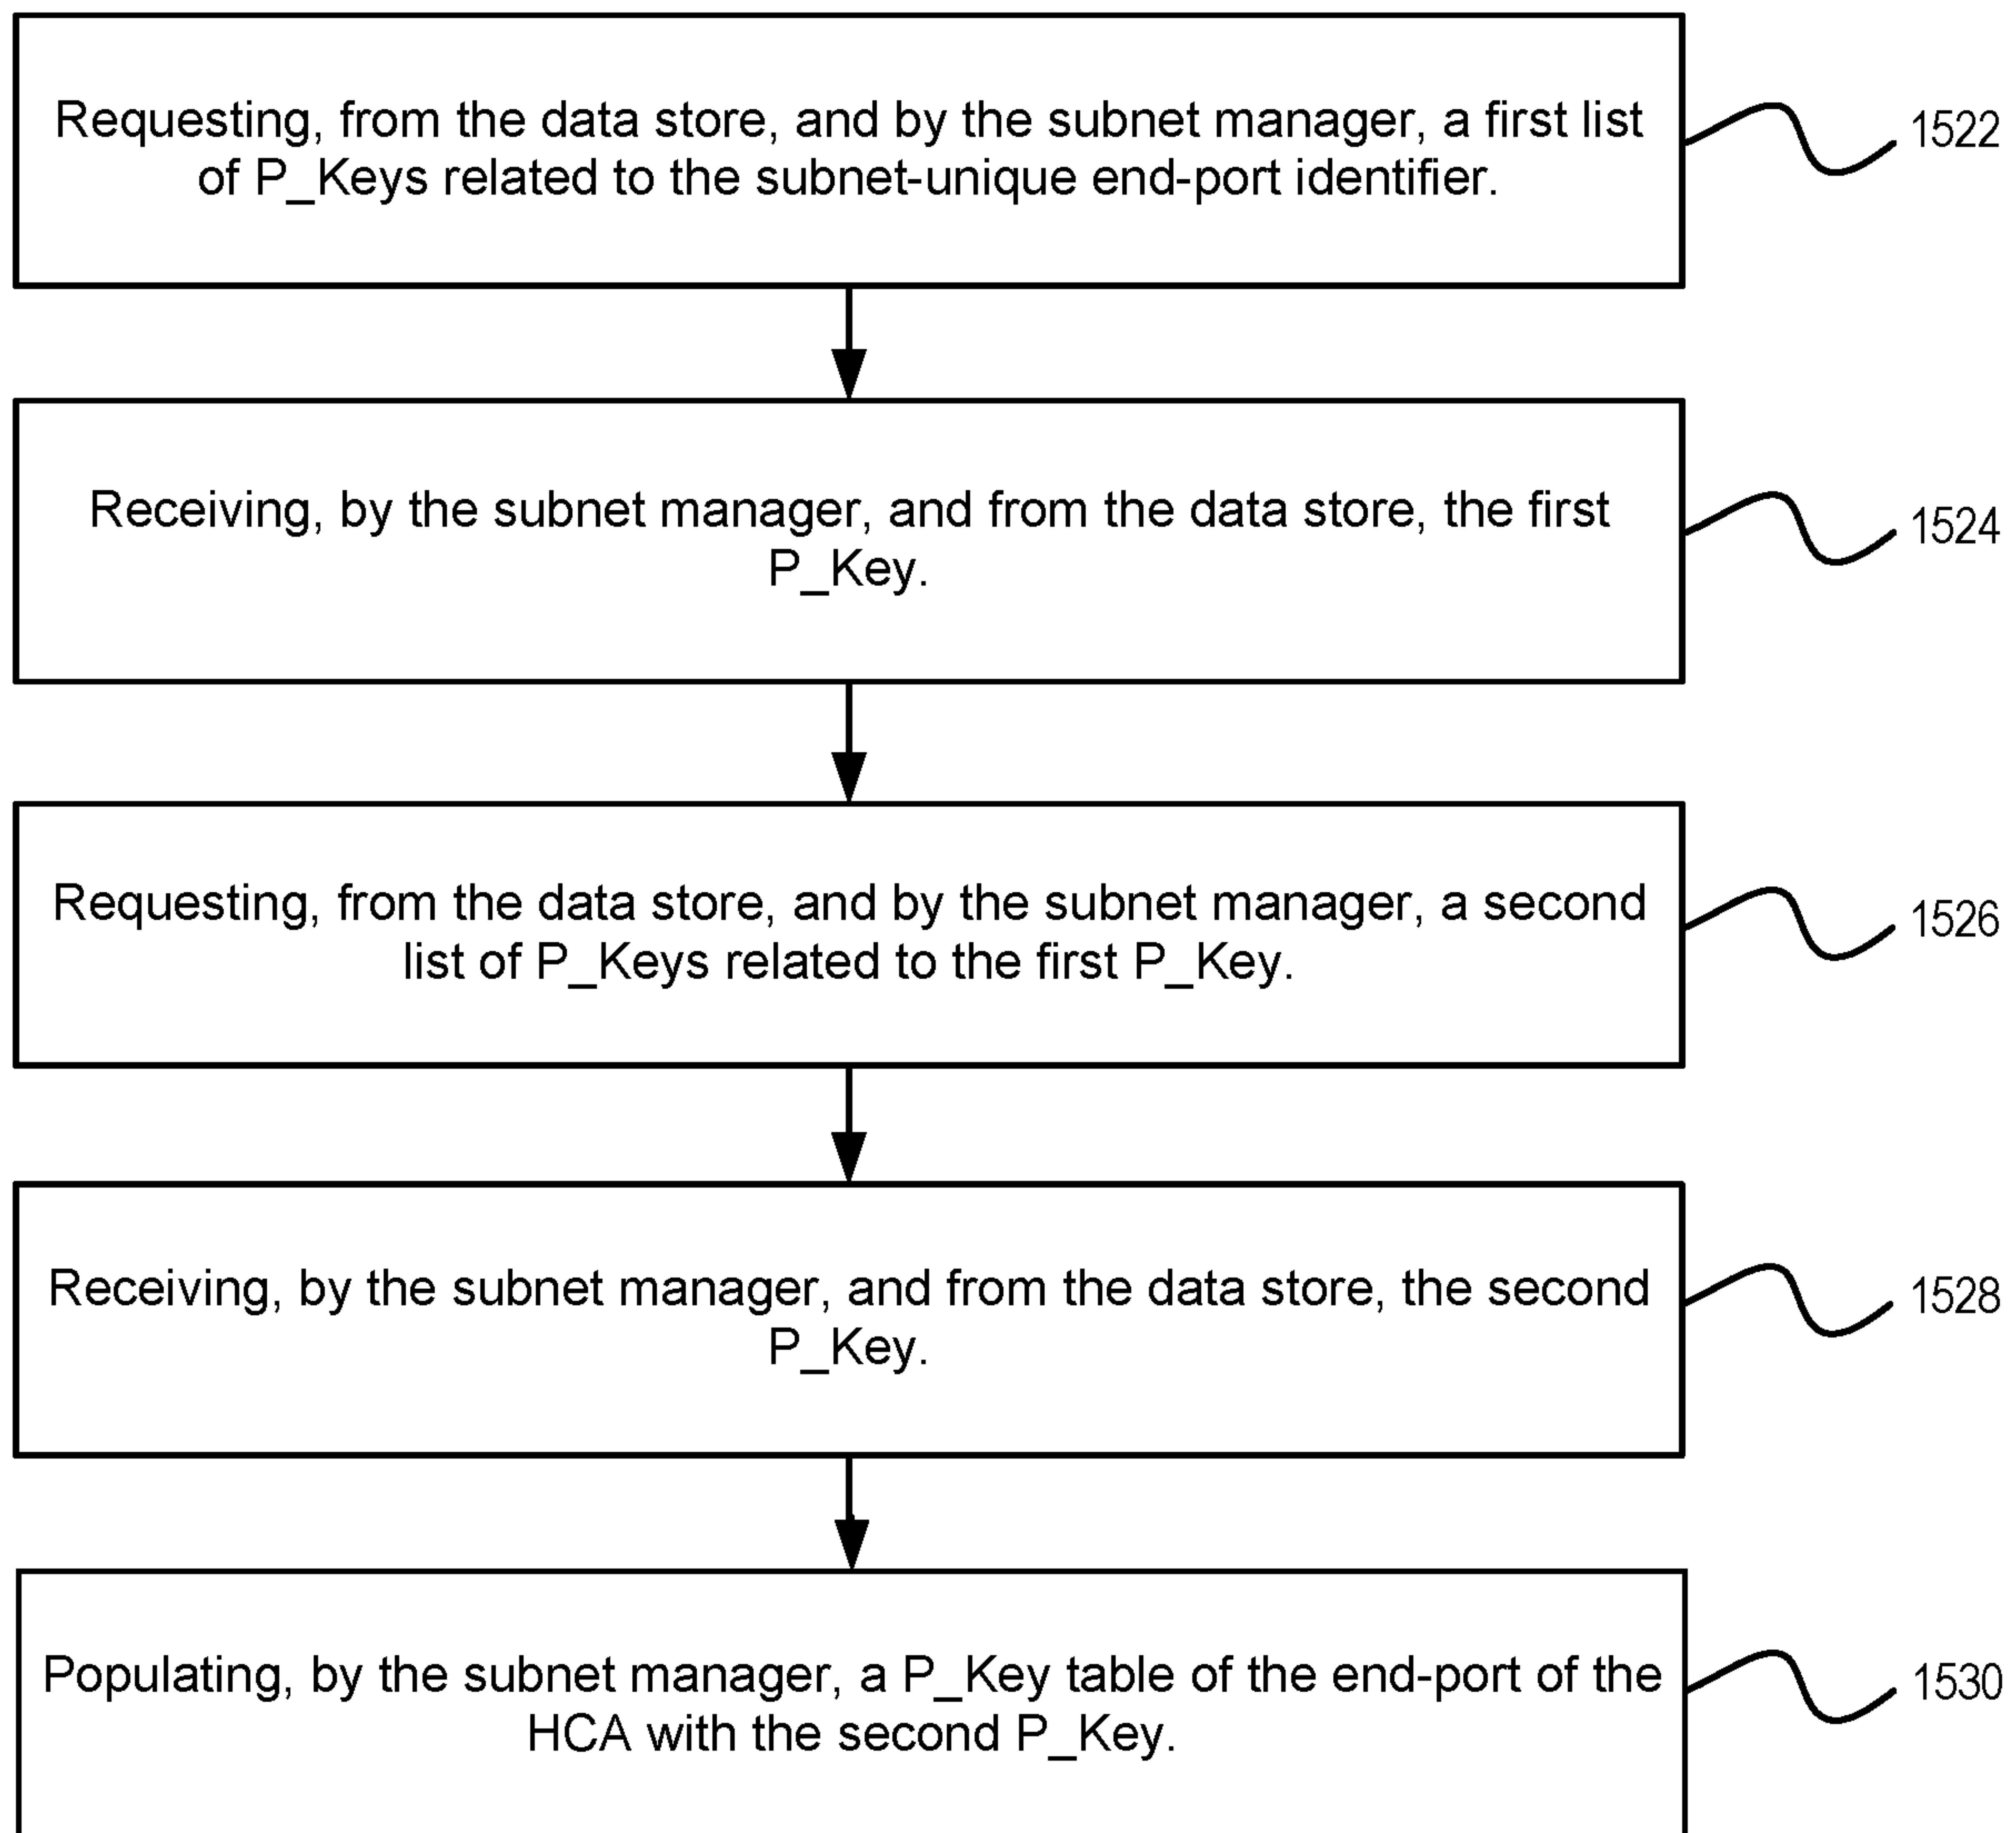 Requesting, from the data store, and by the subnet manager, a first list
of P_Keys related to the subnet-unique end-port identifier.
1522
Receiving, by the subnet manager, and from the data store, the first
P_Key.
1524
Requesting, from the data store, and by the subnet manager, a second
list of P_Keys related to the first P_Key.
1526
Receiving, by the subnet manager, and from the data store, the second
P_Key.
1528
Populating, by the subnet manager, a P_Key table of the end-port of the
HCA with the second P_Key.
1530